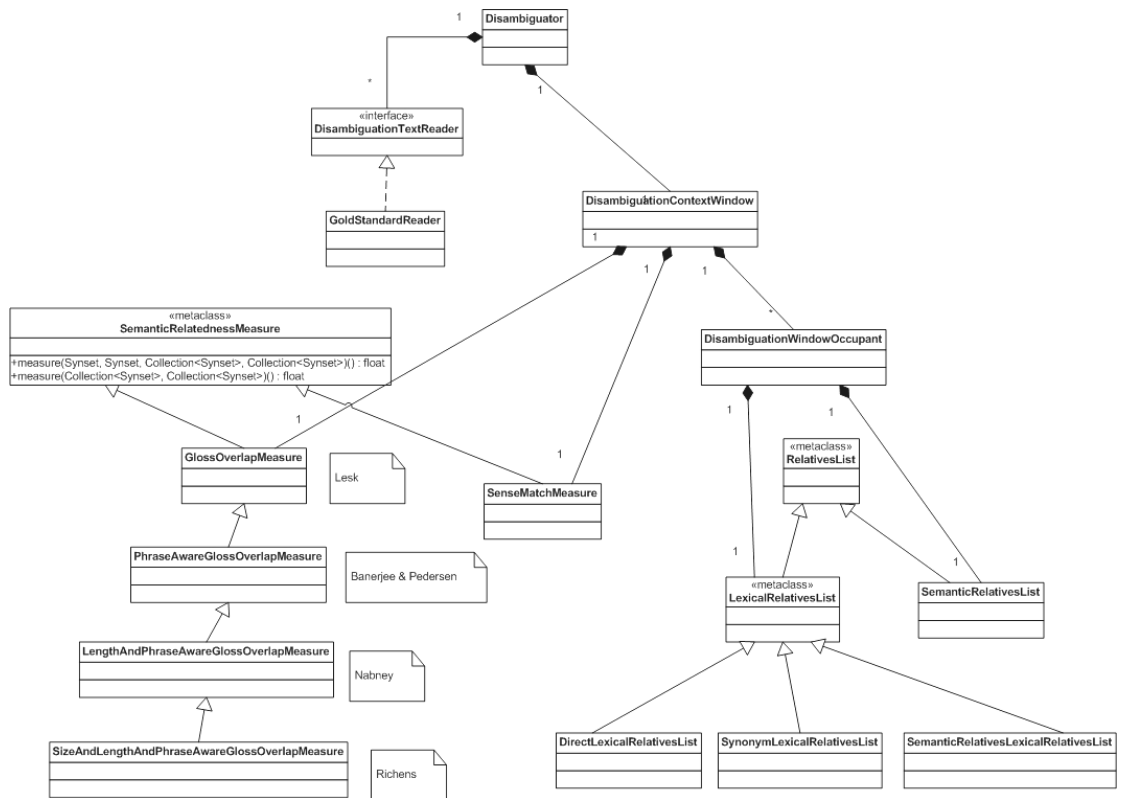 1
Disambiguator
1
*
«interface»
DisambiguationTextReader
GoldStandardReader
1
DisambiguationContextWindow
1
1
1
«metaclass»
SemanticRelatednessMeasure
+measure(Synset, Synset, Collection<Synset>, Collection<Synset>)() : float
+measure(Collection<Synset>, Collection<Synset>)() : float
*
DisambiguationWindowOccupant
1
1
1
GlossOverlapMeasure
Lesk
1
SenseMatchMeasure
«metaclass»
RelativesList
PhraseAwareGlossOverlapMeasure
Banerjee & Pedersen
1
1
«metaclass»
LexicalRelativesList
SemanticRelativesList
LengthAndPhraseAwareGlossOverlapMeasure
Nabney
SizeAndLengthAndPhraseAwareGlossOverlapMeasure
Richens
DirectLexicalRelativesList
SynonymLexicalRelativesList
SemanticRelativesLexicalRelativesList